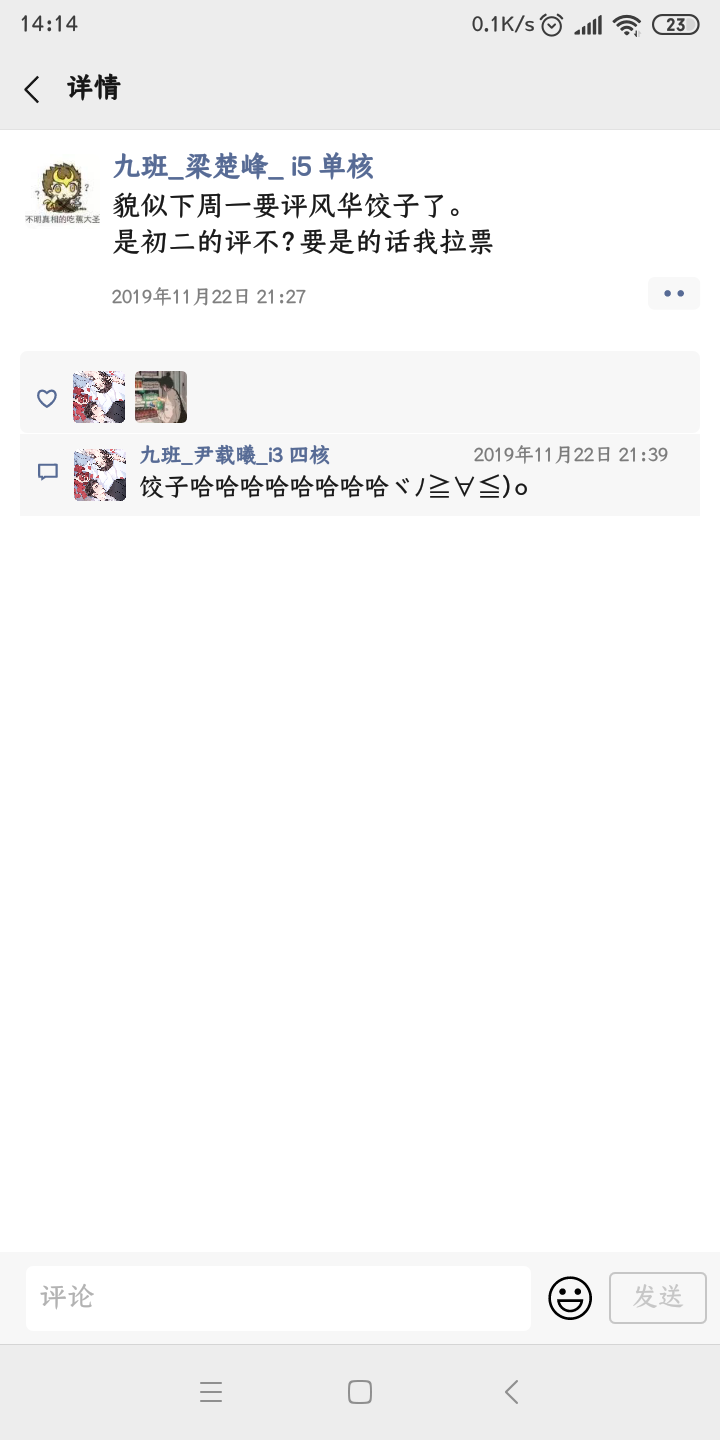 14:14
0.1K/s
23
详情
九班_梁楚峰_ i5 单核
貌似下周一要评风华饺子了。
是初二的评不?要是的话我拉票
不明真相的吃蕉大圣
2019年11月22日 21:27
九班_尹载曦_i3 四核
2019年11月22日 21:39
饺子哈哈哈哈哈哈哈哈ヾﾉ≧∀≦)o
评论
发送